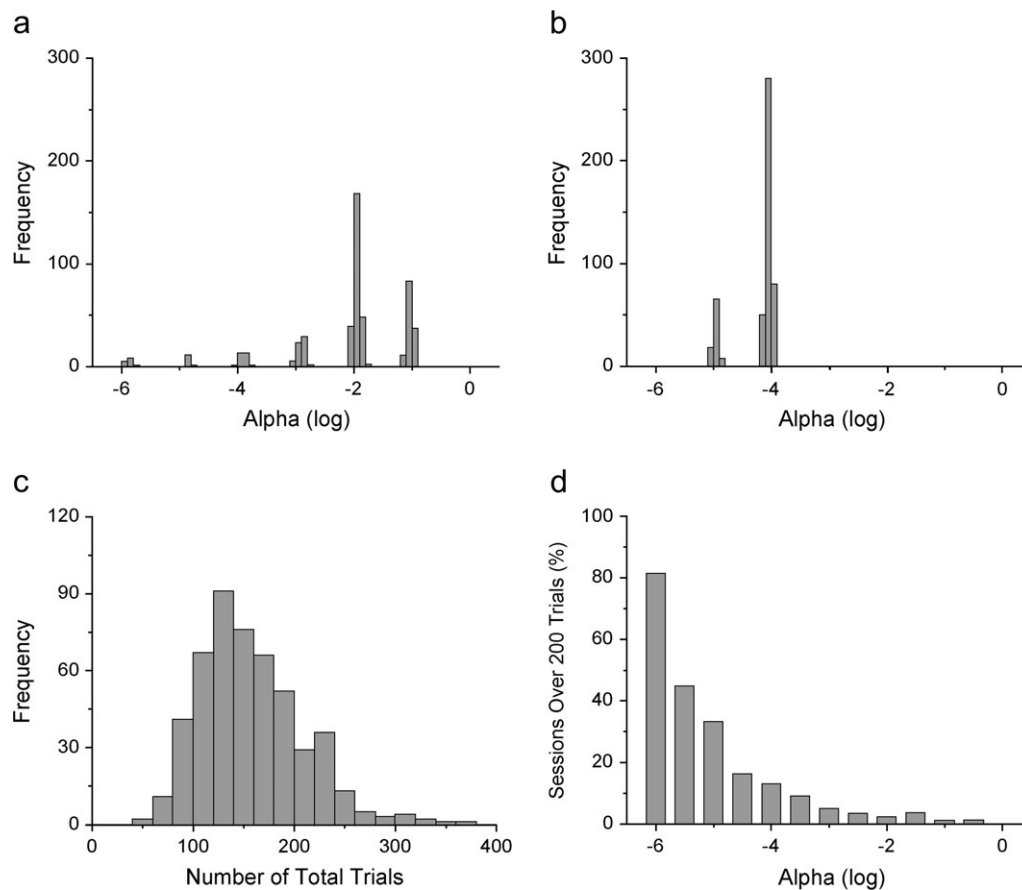 a
300
200
100
0
Frequency
-6 -4 -2 0
Alpha (log)
b
300
200
100
0
Frequency
-6 -4 -2 0
Alpha (log)
c
120
90
60
30
0
Frequency
0 100 200 300 400
Number of Total Trials
d
100
80
60
40
20
0
Sessions Over 200 Trials (%)
-6 -4 -2 0
Alpha (log)